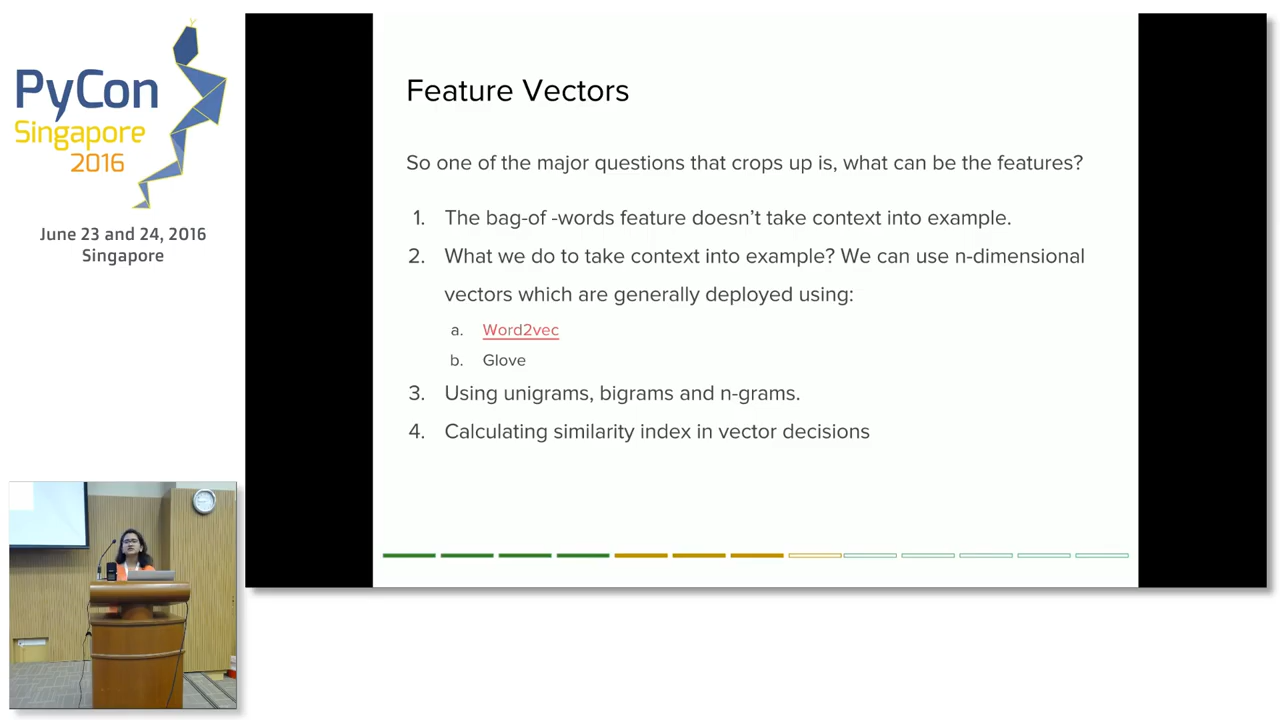 PyCon
Singapore
2016
June 23 and 24, 2016
Singapore
Feature Vectors
So one of the major questions that crops up is, what can be the features?
1. The bag-of -words feature doesn't take context into example.
2. What we do to take context into example? We can use n-dimensional
vectors which are generally deployed using:
a. Word2vec
b. Glove
3. Using unigrams, bigrams and n-grams.
4. Calculating similarity index in vector decisions